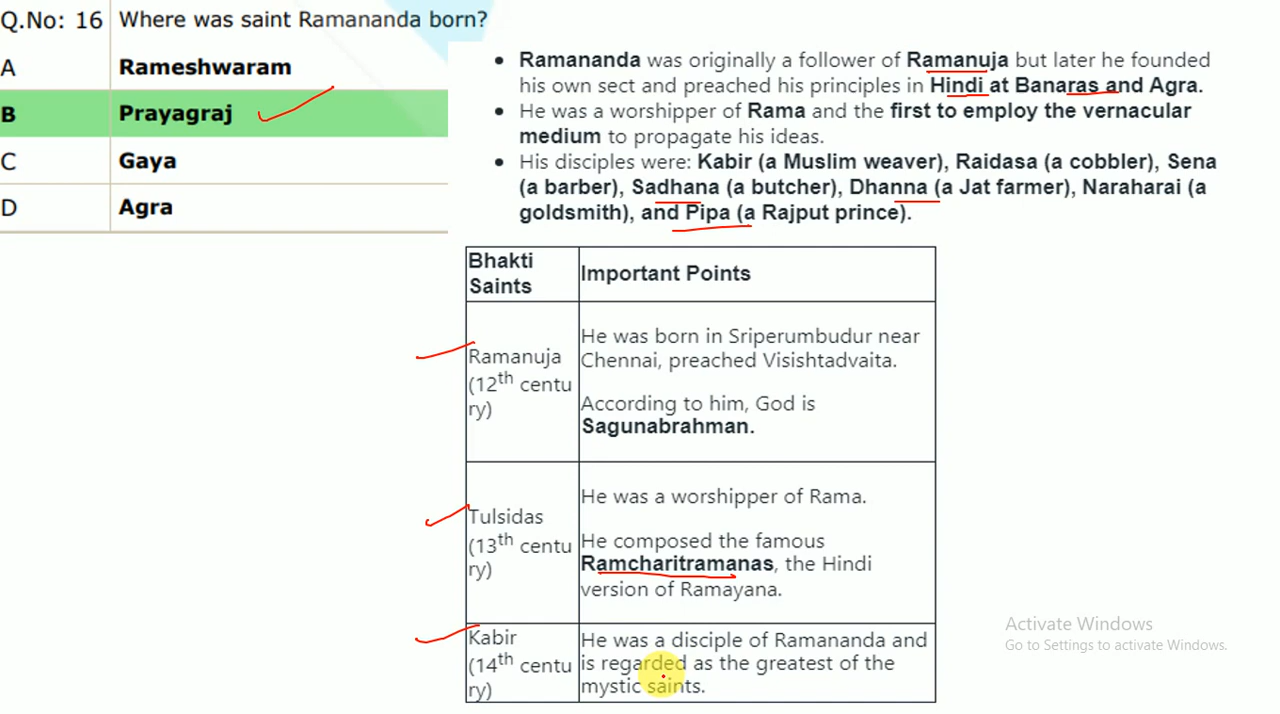 Q.No: 16 Where was saint Ramananda born?
A Rameshwaram
B Prayagraj
C Gaya
D Agra
• Ramananda was originally a follower of Ramanuja but later he founded
his own sect and preached his principles in Hindi at Banaras and Agra.
• He was a worshipper of Rama and the first to employ the vernacular
medium to propagate his ideas.
• His disciples were: Kabir (a Muslim weaver), Raidasa (a cobbler), Sena
(a barber), Sadhana (a butcher), Dhanna (a Jat farmer), Naraharai (a
goldsmith), and Pipa (a Rajput prince).
Bhakti
Saints
Important Points
Ramanuja
(12th centu
ry)
He was born in Sriperumbudur near
Chennai, preached Visishtadvaita.
According to him, God is
Sagunabrahman.
Tulsidas
(13th centu
ry)
He was a worshipper of Rama.
He composed the famous
Ramcharitramanas, the Hindi
version of Ramayana.
Kabir
(14th centu
ry)
He was a disciple of Ramananda and
is regarded as the greatest of the
mystic saints.
Activate Windows
Go to Settings to activate Windows.